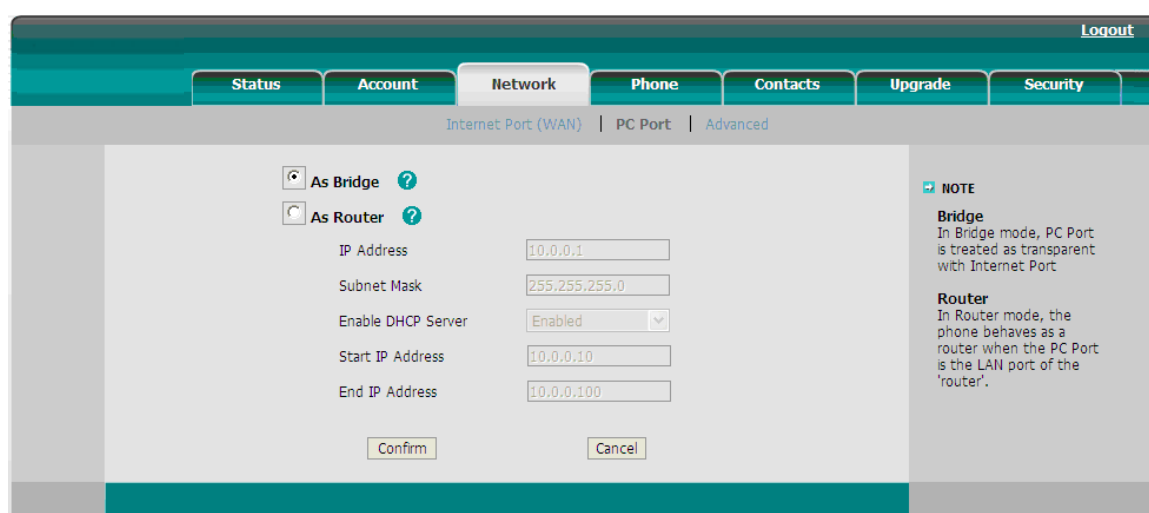 Logout
Status Account Network Phone Contacts Upgrade Security
Internet Port (WAN) | PC Port | Advanced
As Bridge ?
As Router ?
IP Address 10.0.0.1
Subnet Mask 255.255.255.0
Enable DHCP Server Enabled
Start IP Address 10.0.0.10
End IP Address 10.0.0.100
Confirm Cancel
NOTE
Bridge
In Bridge mode, PC Port
is treated as transparent
with Internet Port
Router
In Router mode, the
phone behaves as a
router when the PC Port
is the LAN port of the
'router'.